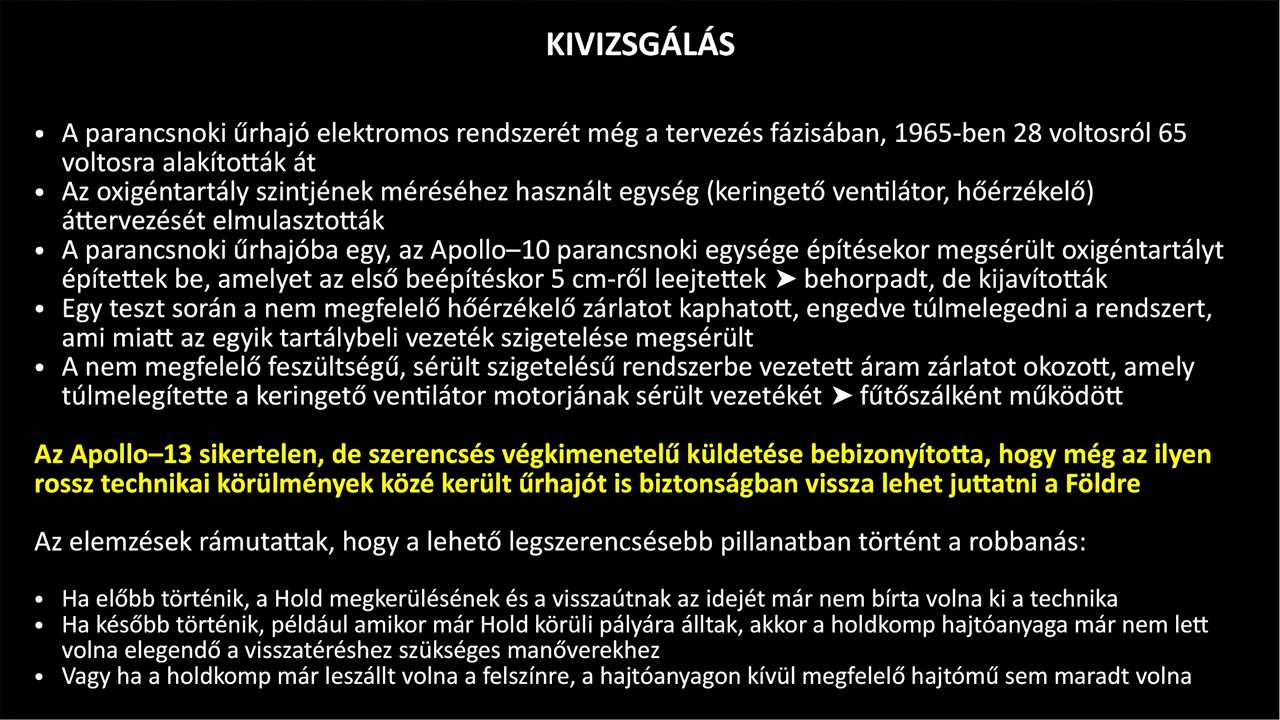 KIVIZSGÁLÁS
• A parancsnoki űrhajó elektromos rendszerét még a tervezés fázisában, 1965-ben 28 voltosról 65
voltosra alakították át
• Az oxigéntartály szintjének méréséhez használt egység (keringető ventilátor, hőérzékelő)
áttervezését elmulasztották
• A parancsnoki űrhajóba egy, az Apollo–10 parancsnoki egysége építésekor megsérült oxigéntartályt
építettek be, amelyet az első beépítéskor 5 cm-ről leejtettek ➤ behorpadt, de kijavították
• Egy teszt során a nem megfelelő hőérzékelő zárlatot kaphatott, engedve túlmelegedni a rendszert,
ami miatt az egyik tartálybeli vezeték szigetelése megsérült
• A nem megfelelő feszültségű, sérült szigetelésű rendszerbe vezetett áram zárlatot okozott, amely
túlmelegítette a keringető ventilátor motorjának sérült vezetékét ➤ fűtőszálként működött
Az Apollo–13 sikertelen, de szerencsés végkimenetelű küldetése bebizonyította, hogy még az ilyen
rossz technikai körülmények közé került űrhajót is biztonságban vissza lehet juttatni a Földre
Az elemzések rámutattak, hogy a lehető legszerencsésebb pillanatban történt a robbanás:
• Ha előbb történik, a Hold megkerülésének és a visszaútnak az idejét már nem bírta volna ki a technika
• Ha később történik, például amikor már Hold körüli pályára álltak, akkor a holdkomp hajtóanyaga már nem lett
volna elegendő a visszatéréshez szükséges manőverekhez
• Vagy ha a holdkomp már leszállt volna a felszínre, a hajtóanyagon kívül megfelelő hajtómű sem maradt volna